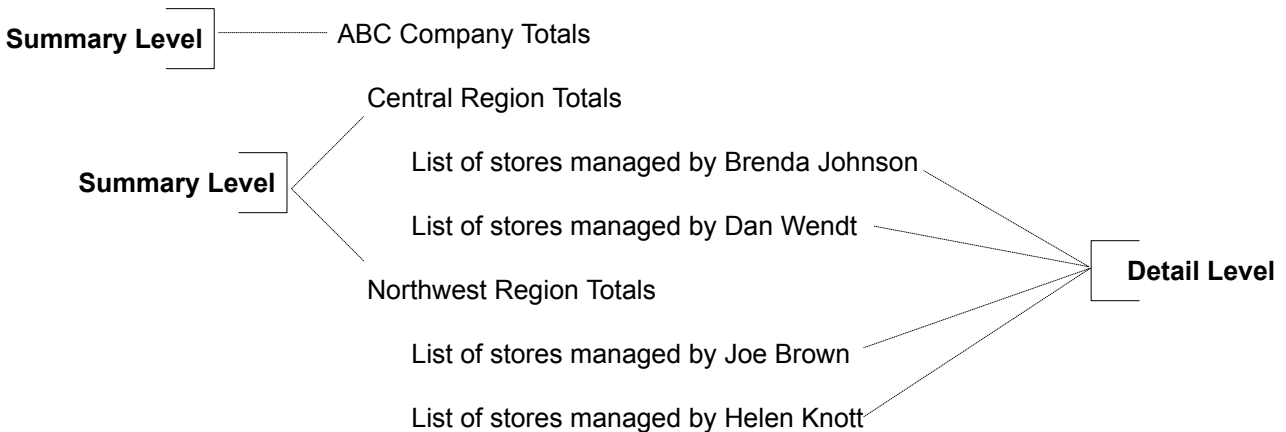 Summary Level
ABC Company Totals
Central Region Totals
List of stores managed by Brenda Johnson
Summary Level
List of stores managed by Dan Wendt
Detail Level
Northwest Region Totals
List of stores managed by Joe Brown
List of stores managed by Helen Knott